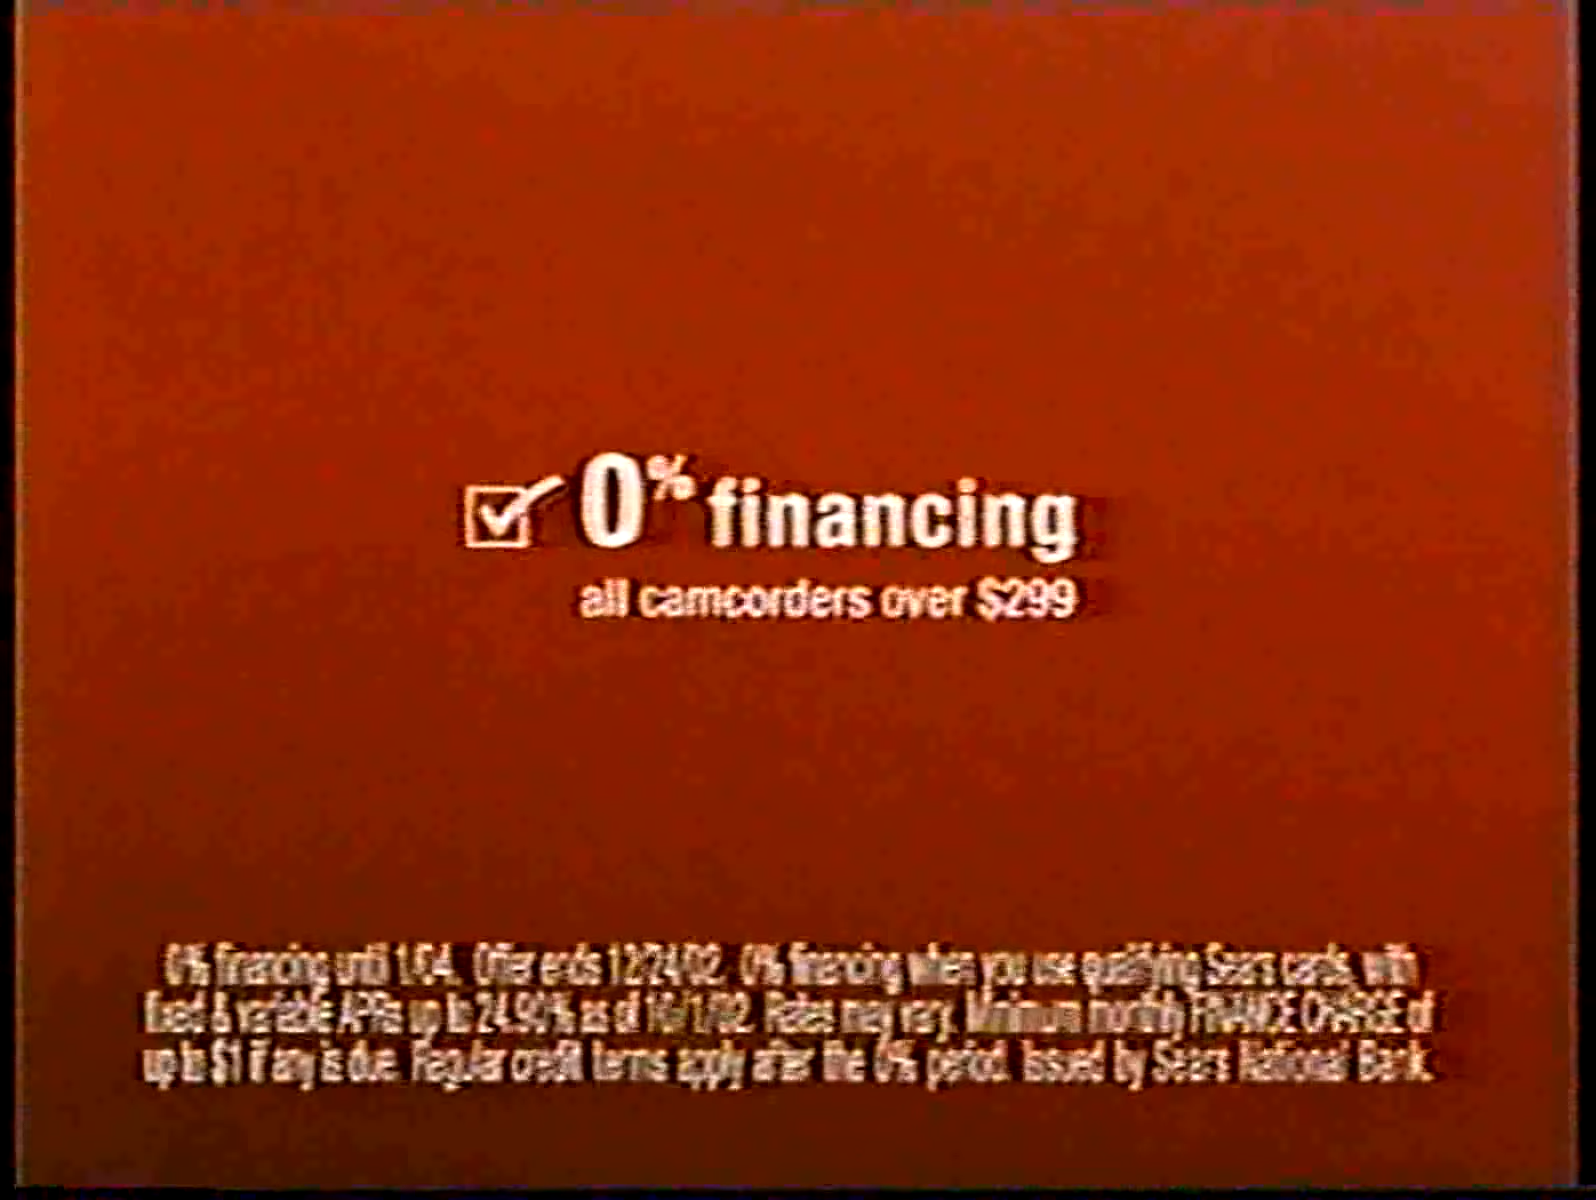 0% financing
all camcorders over $299
0% financing until 1/04. Offer ends 12/24/02. 0% financing when you use qualifying Sears cards, with
fixed & variable APRs up to 24.90% as of 10/1/02. Rates may vary. Minimum monthly FINANCE CHARGE of
up to $1 if any is due. Regular credit terms apply after the 0% period. Issued by Sears National Bank.